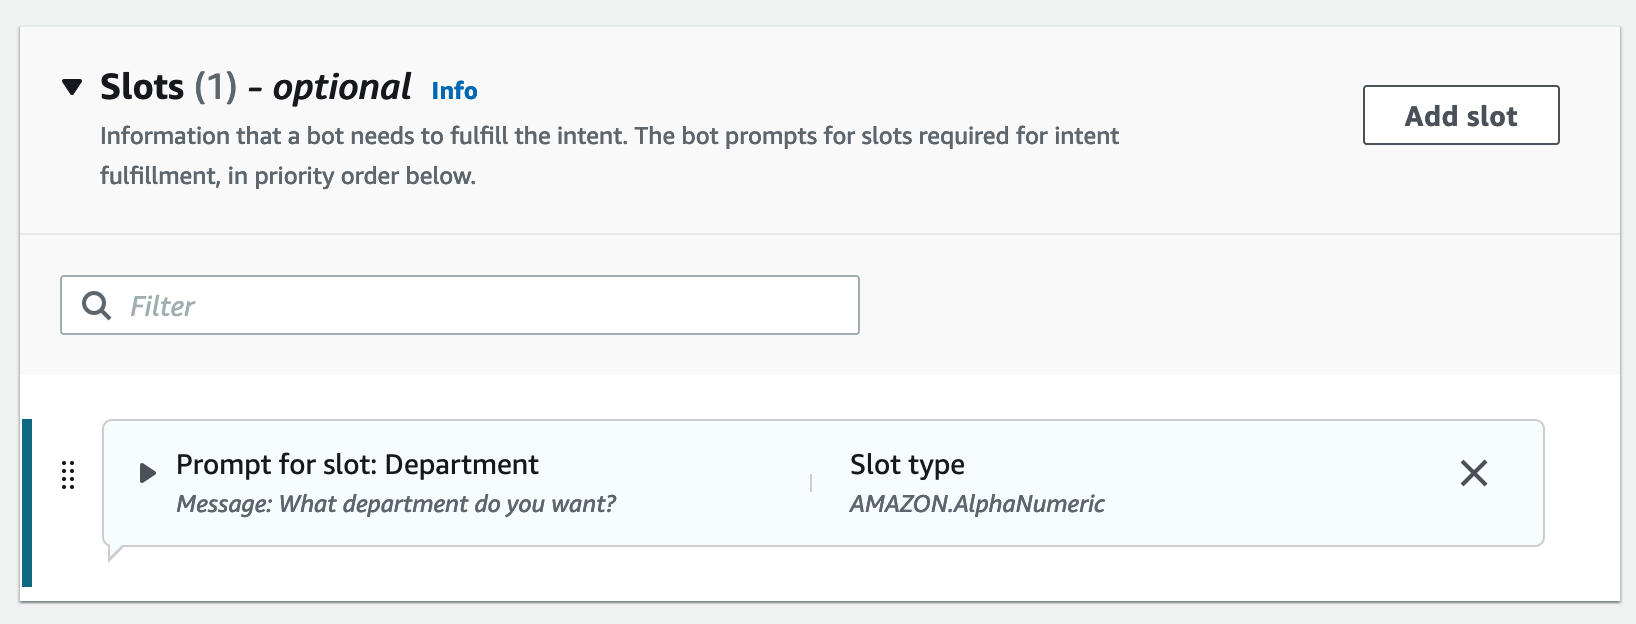 Slots (1) - optional Info
Add slot
Information that a bot needs to fulfill the intent. The bot prompts for slots required for intent
fulfillment, in priority order below.
Filter
Prompt for slot: Department
Message: What department do you want?
Slot type
AMAZON.AlphaNumeric